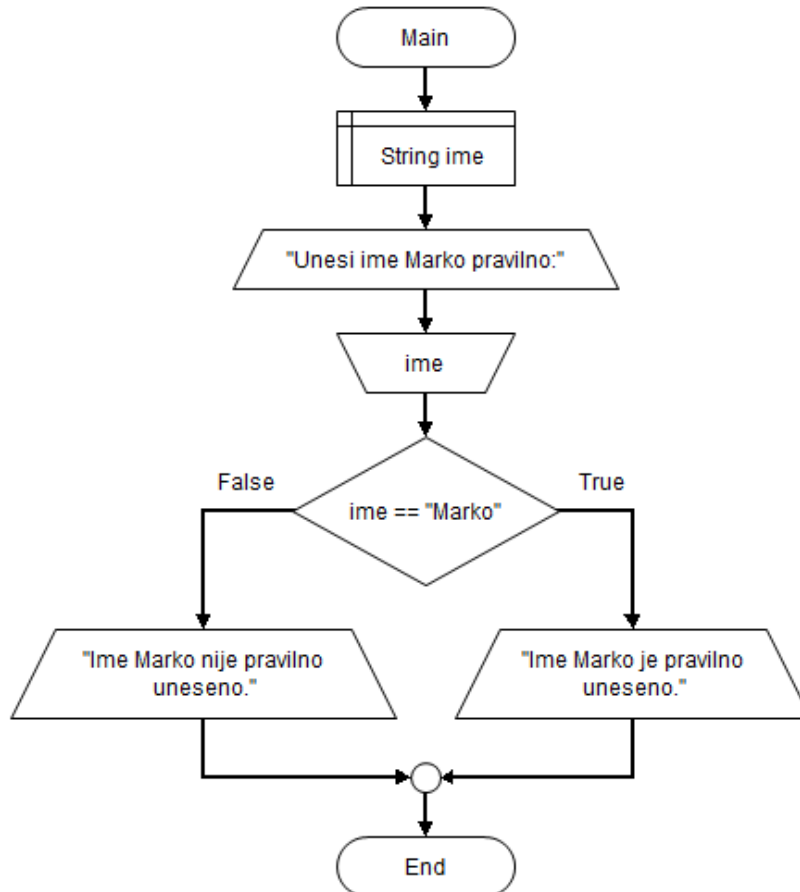 Main
String ime
"Unesi ime Marko pravilno:"
ime
False
True
ime == "Marko"
"Ime Marko nije pravilno
uneseno."
"Ime Marko je pravilno
uneseno."
End